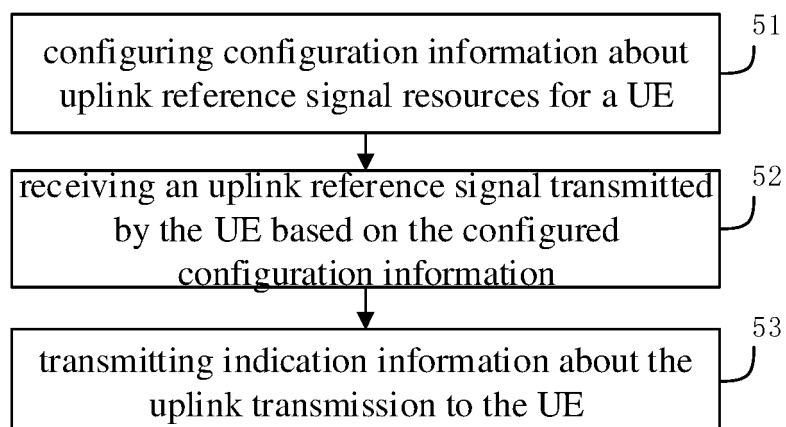 51
configuring configuration information about
uplink reference signal resources for a UE
52
receiving an uplink reference signal transmitted
by the UE based on the configured
configuration information
53
transmitting indication information about the
uplink transmission to the UE